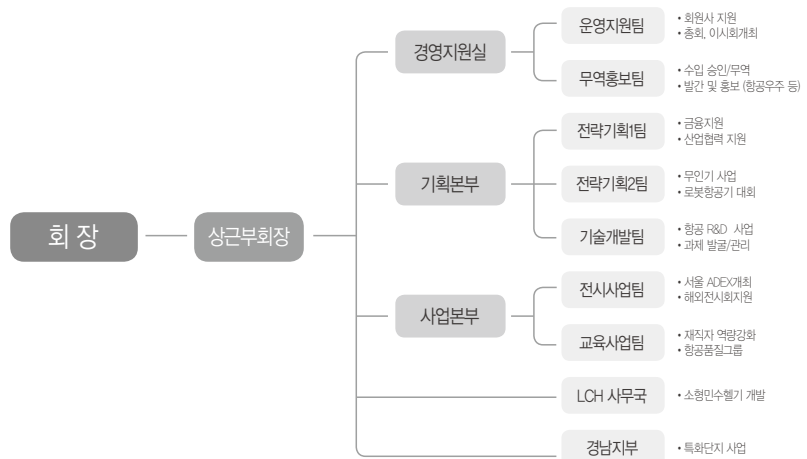 회 장
상근부회장
경영지원실
운영지원팀
• 회원사 지원
• 총회, 이시회개최
무역홍보팀
• 수입 승인/무역
• 발간 및 홍보 (항공우주 등)
기획본부
전략기획1팀
• 금융지원
• 산업협력 지원
전략기획2팀
• 무인기 사업
• 로봇항공기 대회
기술개발팀
• 항공 R&D 사업
• 과제 발굴/관리
사업본부
전시사업팀
• 서울 ADEX개최
• 해외전시회지원
교육사업팀
• 재직자 역량강화
• 항공품질그룹
LCH 사무국
• 소형민수헬기 개발
경남지부
• 특화단지 사업